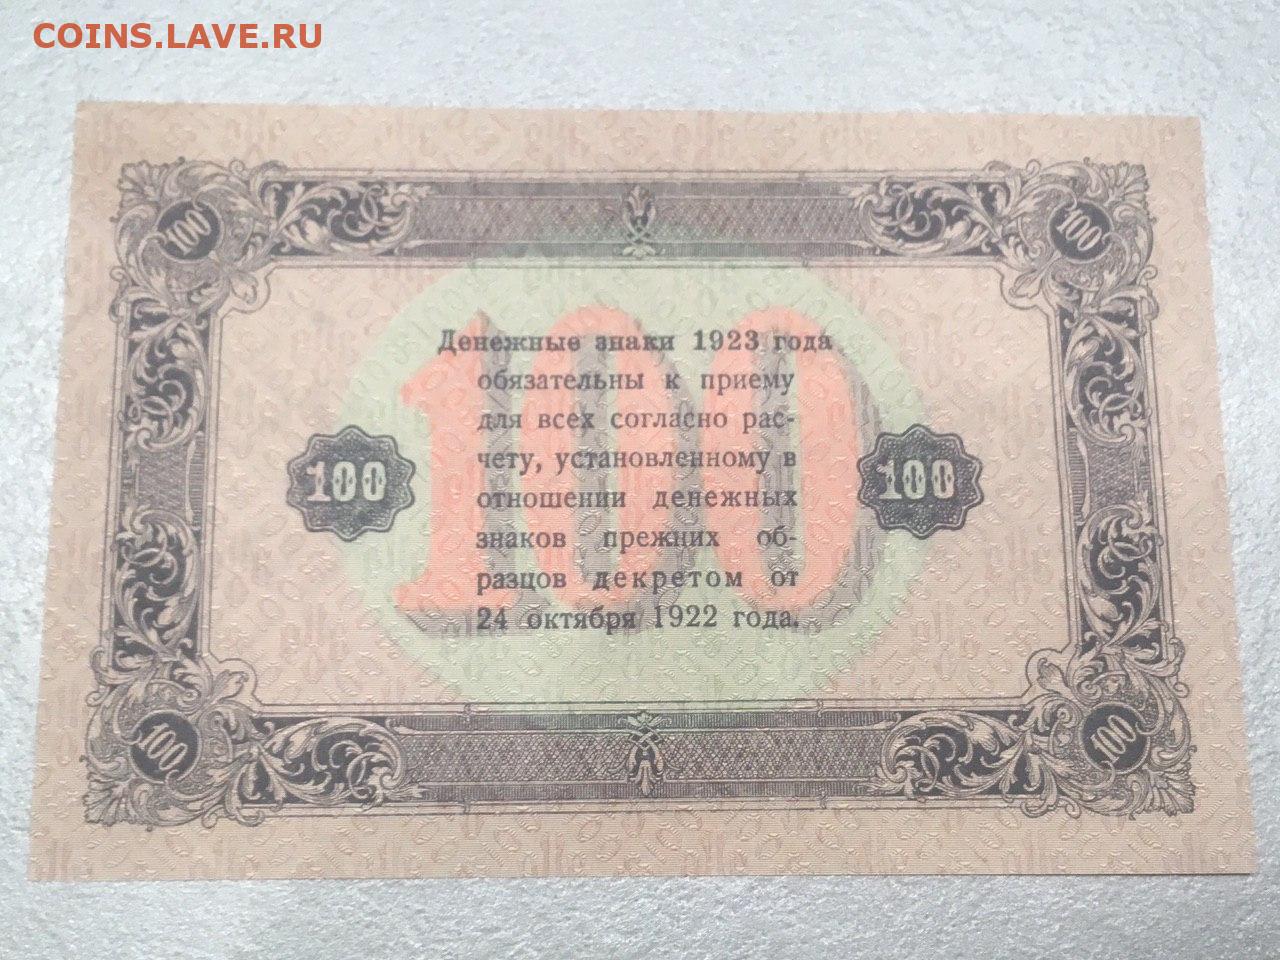 COINS.LAVE.RU
100 100
Денежные знаки 1923 года
обязательны к приему
для всех согласно рас-
чету, установленному в
100 100
отношении денежных
знаков прежних об-
разцов декретом от
24 октября 1922 года.
100
100 100